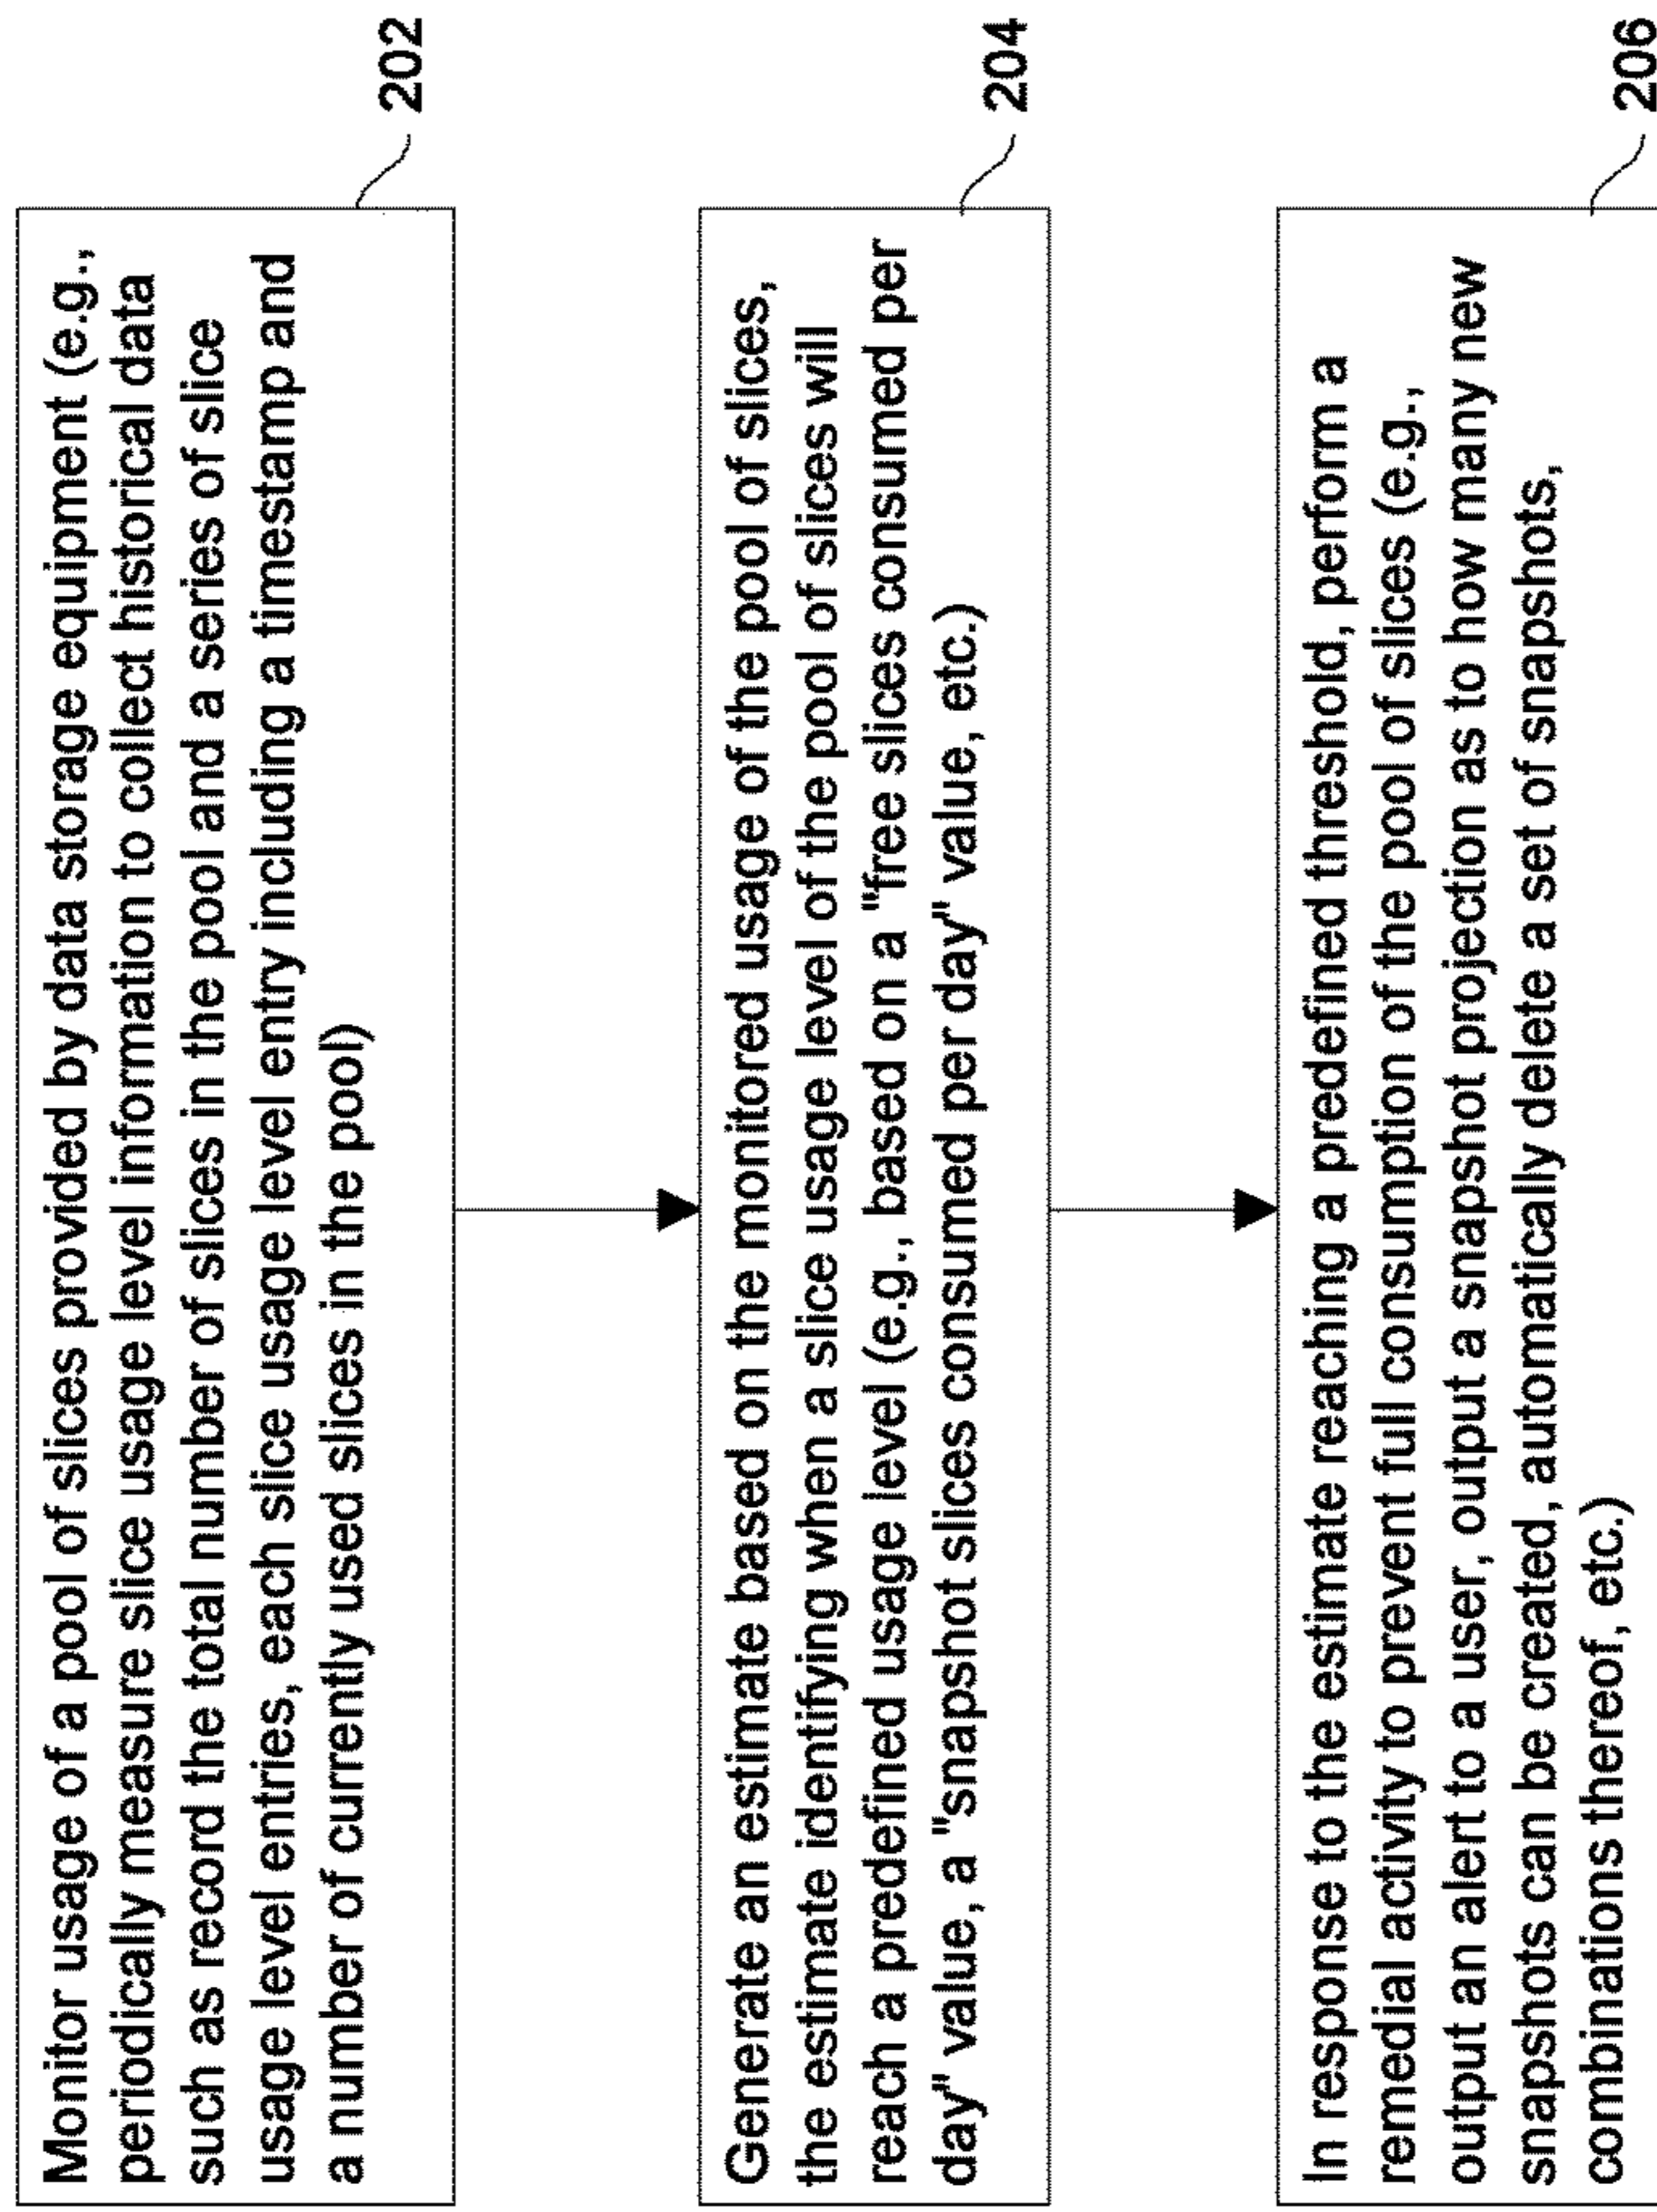 Monitor usage of a pool of slices provided by data storage equipment (e.g.,
periodically measure slice usage level information to collect historical data
such as record the total number of slices in the pool and a series of slice
usage level entries, each slice usage level entry including a timestamp and
a number of currently used slices in the pool)
202
Generate an estimate based on the monitored usage of the pool of slices,
the estimate identifying when a slice usage level of the pool of slices will
reach a predefined usage level (e.g., based on a "free slices consumed per
day" value, a "snapshot slices consumed per day" value, etc.)
204
In response to the estimate reaching a predefined threshold, perform a
remedial activity to prevent full consumption of the pool of slices (e.g.,
output an alert to a user, output a snapshot projection as to how many new
snapshots can be created, automatically delete a set of snapshots,
combinations thereof, etc.)
206